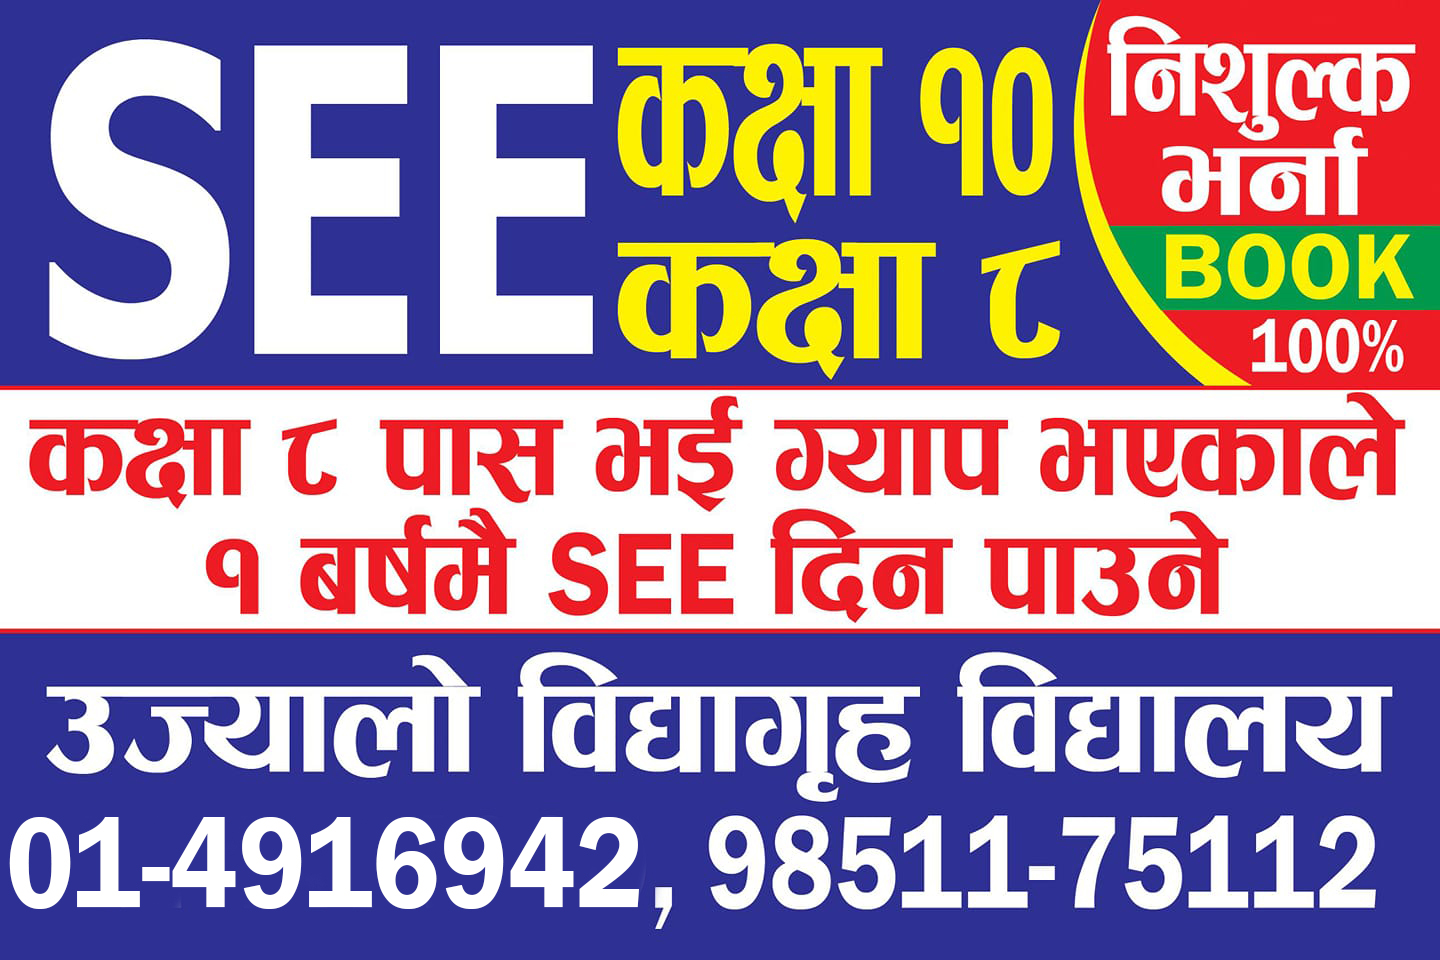 SEE
कक्षा १०
कक्षा ८
निशुल्क
भर्ना
BOOK
100%
कक्षा ८ पास भई ग्याप भएकाले
१ बर्षमै SEE दिन पाउने
उज्यालो विद्यागृह विद्यालय
01-4916942, 98511-75112